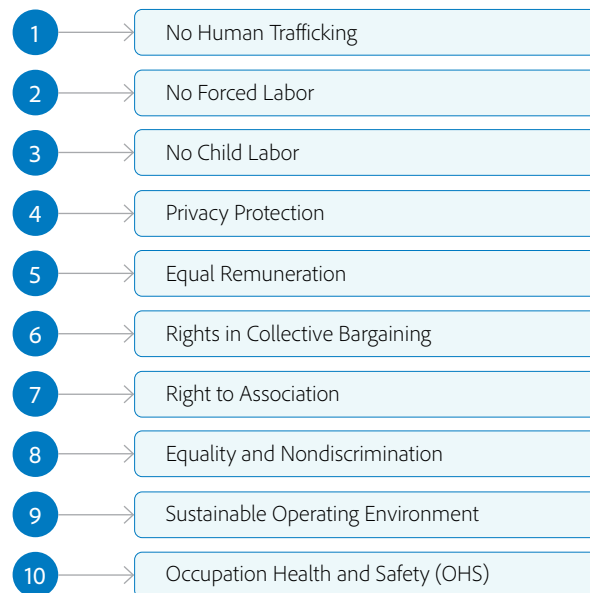 1 No Human Trafficking
2 No Forced Labor
3 No Child Labor
4 Privacy Protection
5 Equal Remuneration
6 Rights in Collective Bargaining
7 Right to Association
8 Equality and Nondiscrimination
9 Sustainable Operating Environment
10 Occupation Health and Safety (OHS)